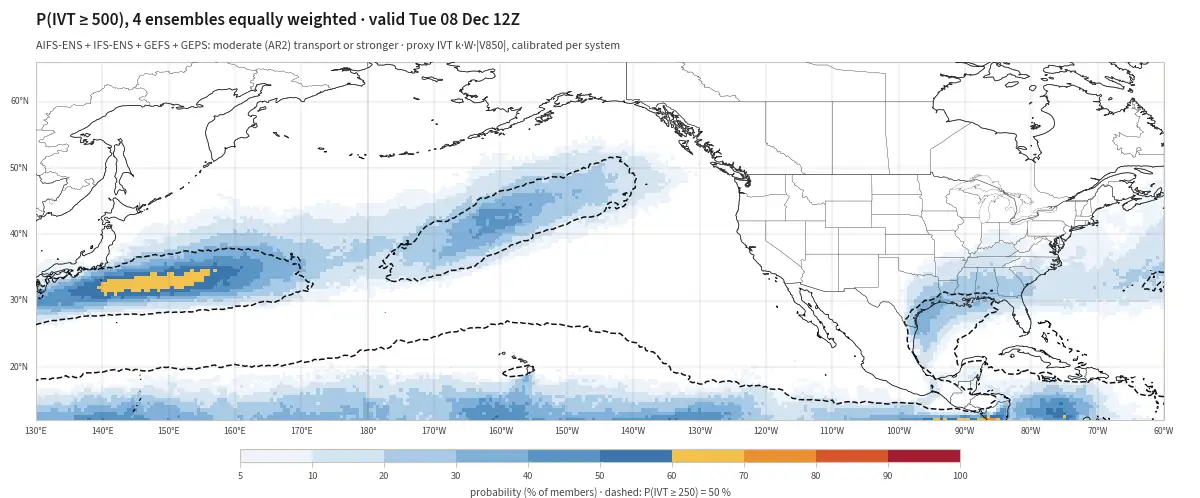 P(IVT ≥ 500), 4 ensembles equally weighted · valid Tue 08 Dec 12Z
AIFS-ENS + IFS-ENS + GEFS + GEPS: moderate (AR2) transport or stronger · proxy IVT k·W·|V850|, calibrated per system
60°N
50°N
40°N
30°N
20°N
130°E 140°E 150°E 160°E 170°E 180° 170°W 160°W 150°W 140°W 130°W 120°W 110°W 100°W 90°W 80°W 70°W 60°W
5 10 20 30 40 50 60 70 80 90 100
probability (% of members) · dashed: P(IVT ≥ 250) = 50 %